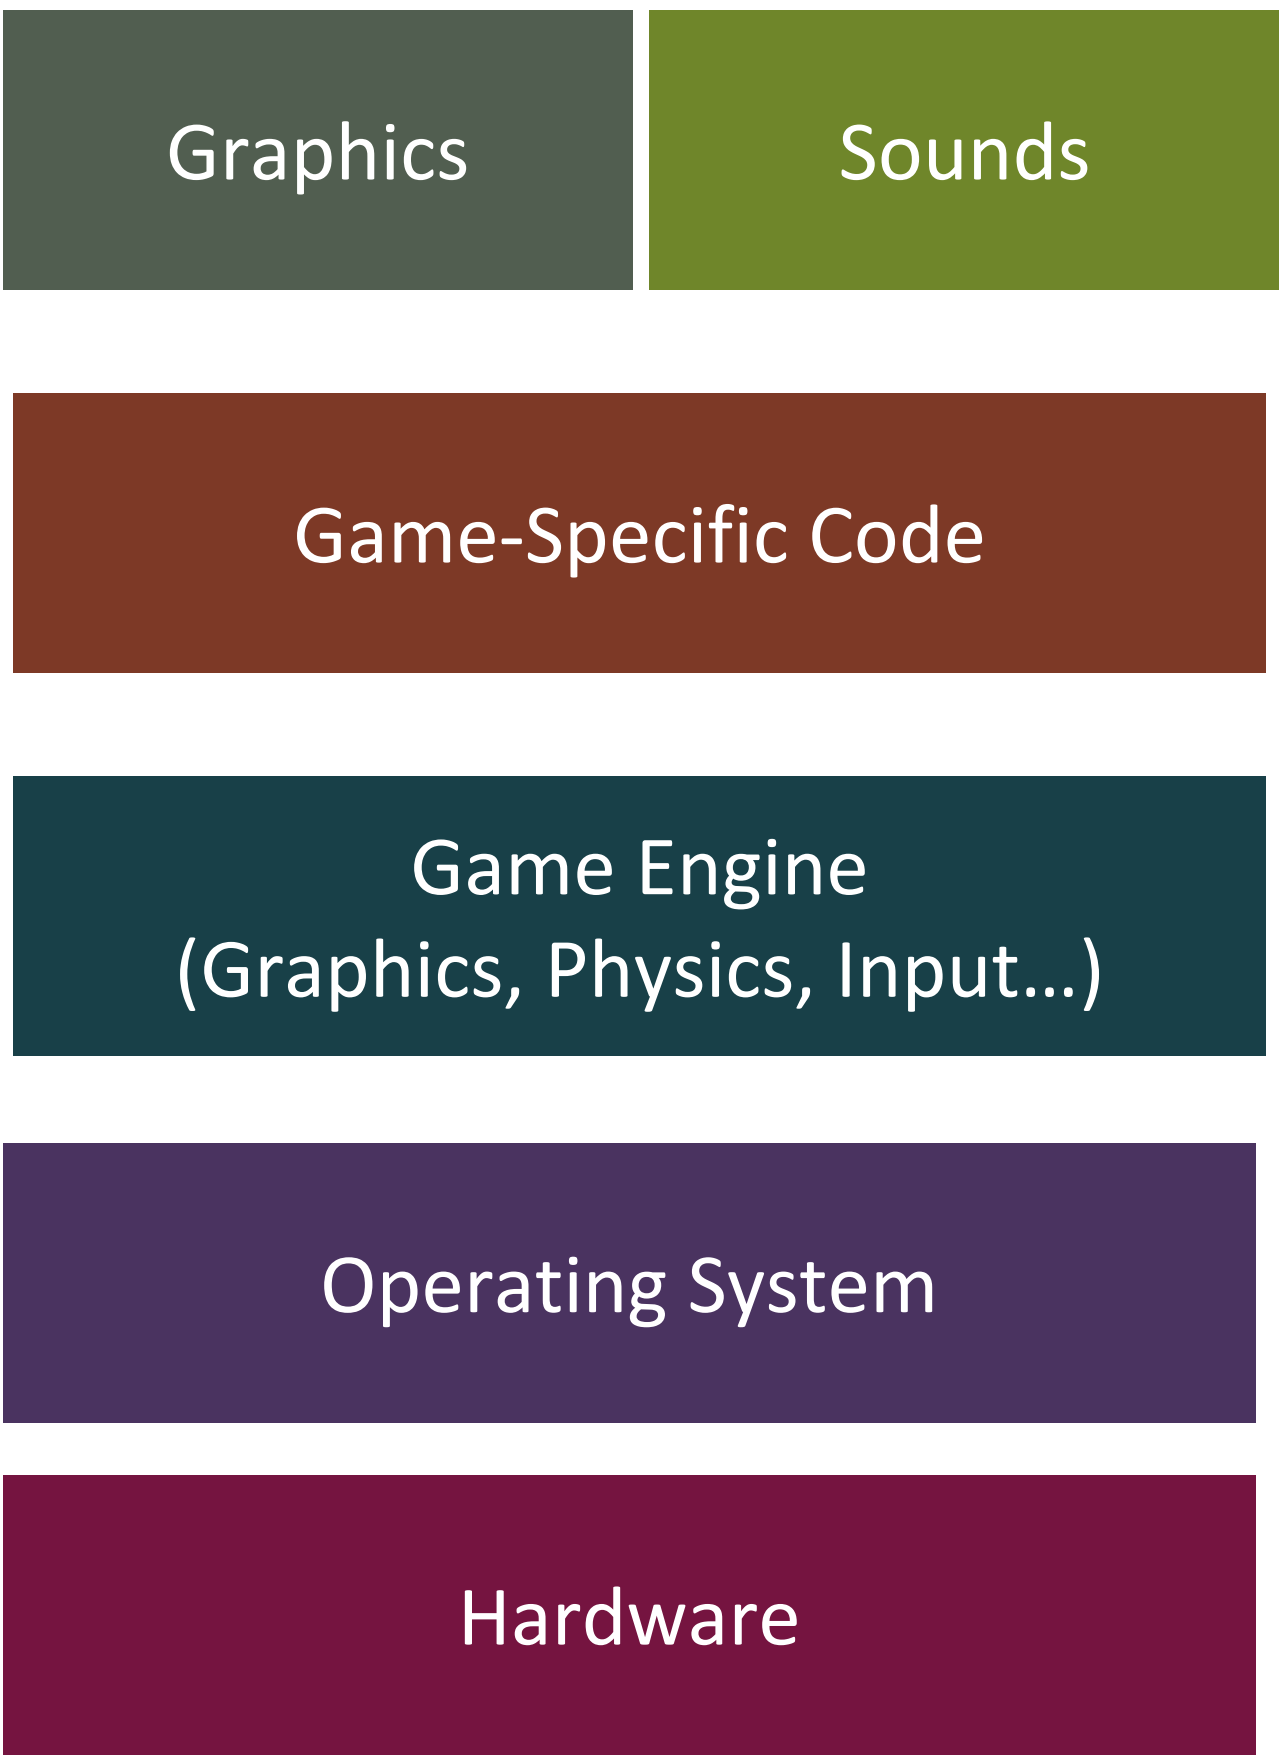 Graphics
Sounds
Game-Specific Code
Game Engine
(Graphics, Physics, Input…)
Operating System
Hardware